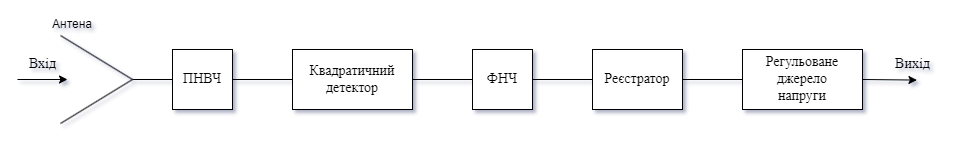 Антена
Вхід
ПНВЧ
Квадратичний
детектор
ФНЧ
Реєстратор
Регульоване
джерело
напруги
Вихід